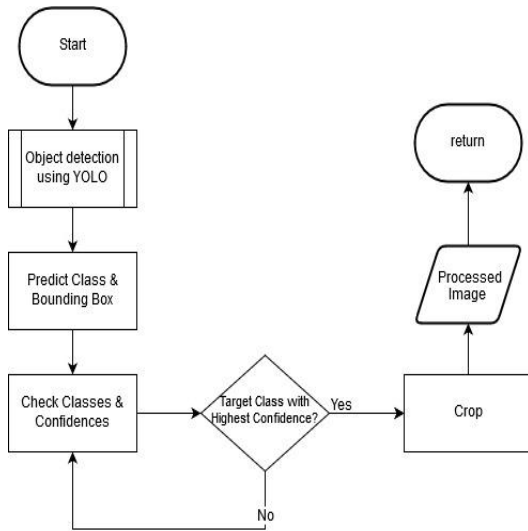 Start
Object detection
using YOLO
Predict Class &
Bounding Box
Check Classes &
Confidences
Target Class with
Highest Confidence?
Yes
No
Crop
Processed
Image
return